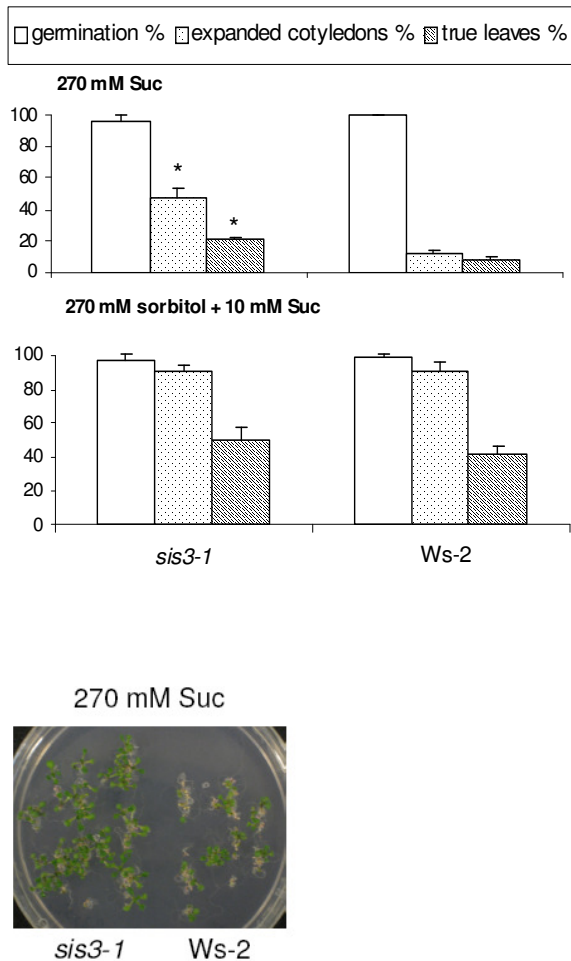 germination % expanded cotyledons % true leaves %
270 mM Suc
100
80
60
40
20
0
270 mM sorbitol + 10 mM Suc
100
80
60
40
20
0
sis3-1 Ws-2
270 mM Suc
sis3-1 Ws-2